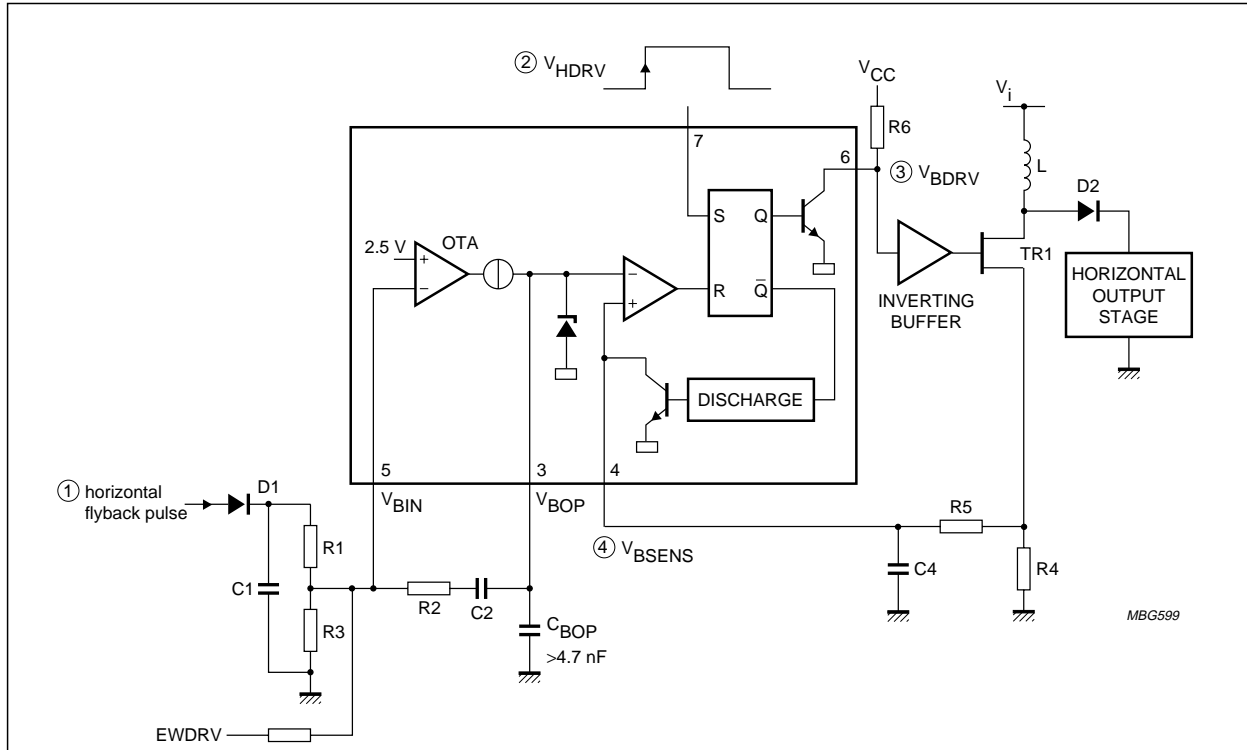 ② V_HDRV
V_CC
V_i
R6
7
6
③ V_BDRV
L
D2
S
Q
2.5 V
OTA
+
−
−
+
R
Q̄
TR1
INVERTING
BUFFER
HORIZONTAL
OUTPUT
STAGE
DISCHARGE
5
3
4
① horizontal
flyback pulse
D1
V_BIN
V_BOP
④ V_BSENS
R5
R1
C1
R2
C2
C4
R4
R3
C_BOP
>4.7 nF
MBG599
EWDRV